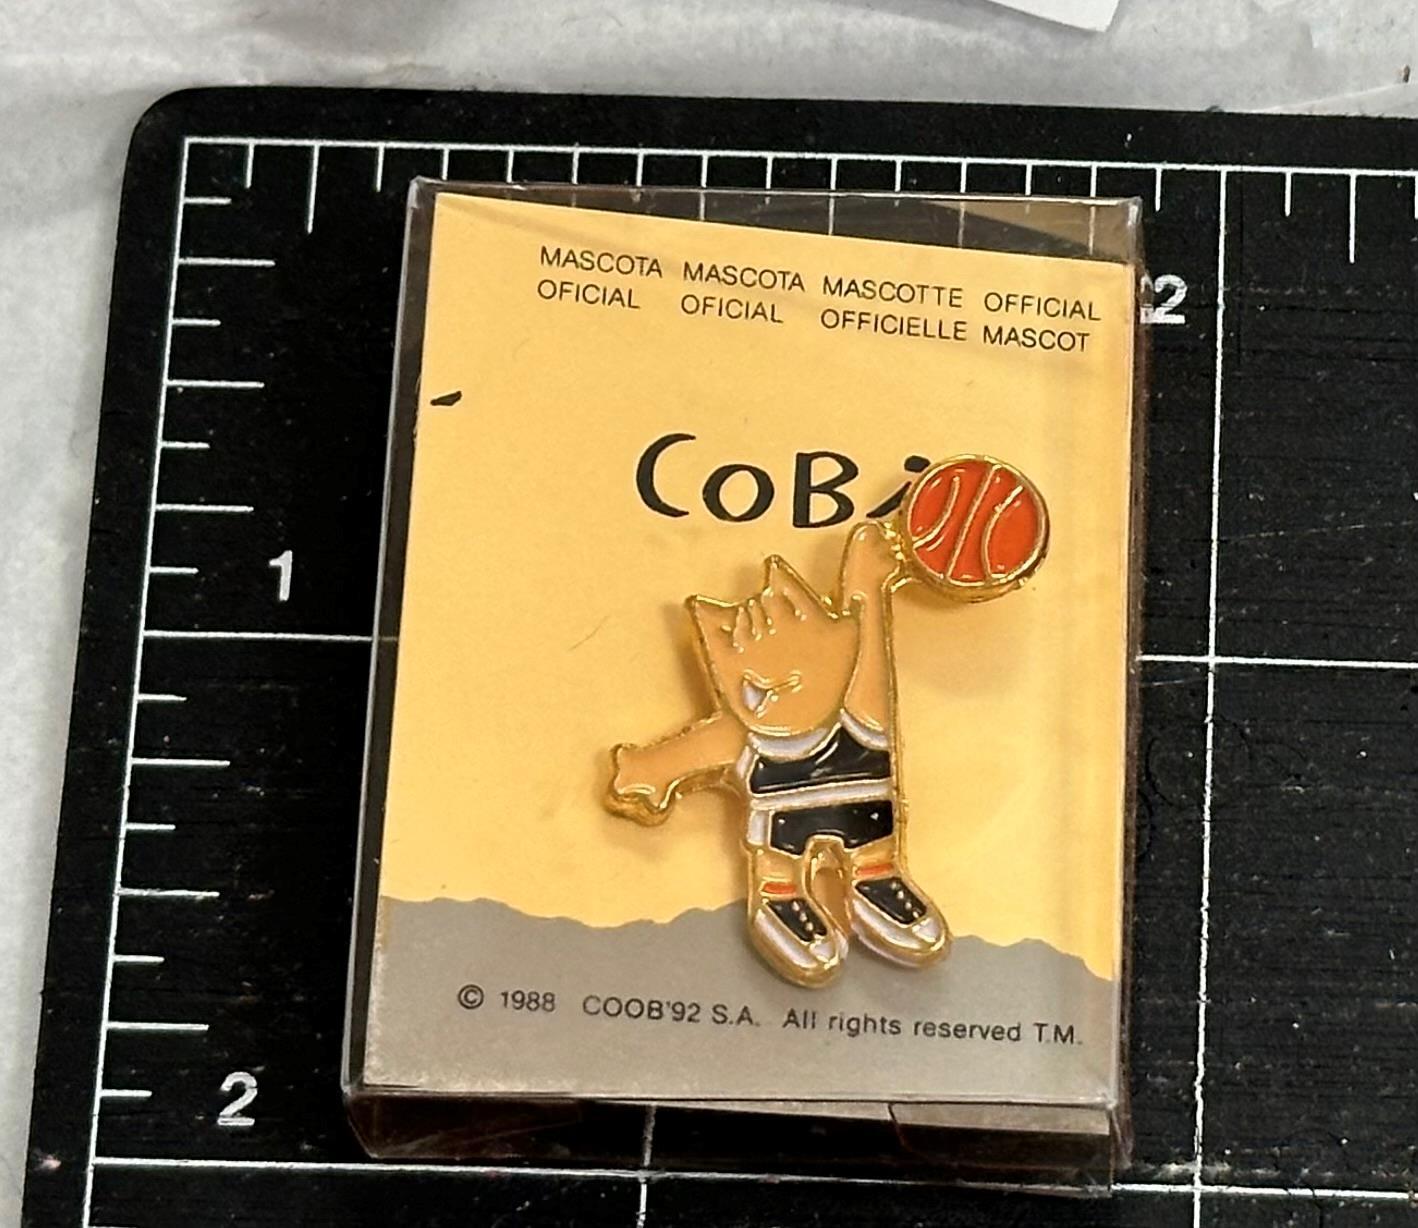 MASCOTA MASCOTA MASCOTTE OFFICIAL
OFICIAL OFICIAL OFFICIELLE MASCOT
2
CoBi
1
2
© 1988 COOB'92 S.A. All rights reserved T.M.